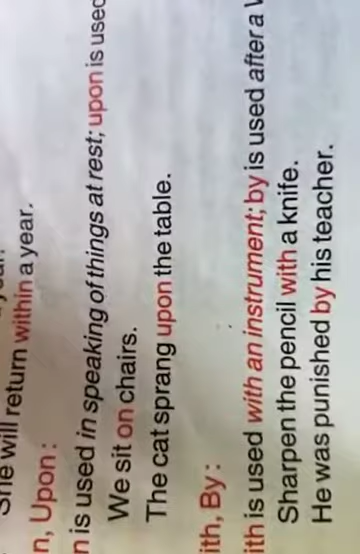 She will return within a year.
n, Upon:
n is used in speaking of things at rest; upon is used
We sit on chairs.
The cat sprang upon the table.
ith, By:
ith is used with an instrument; by is used after a
Sharpen the pencil with a knife.
He was punished by his teacher.